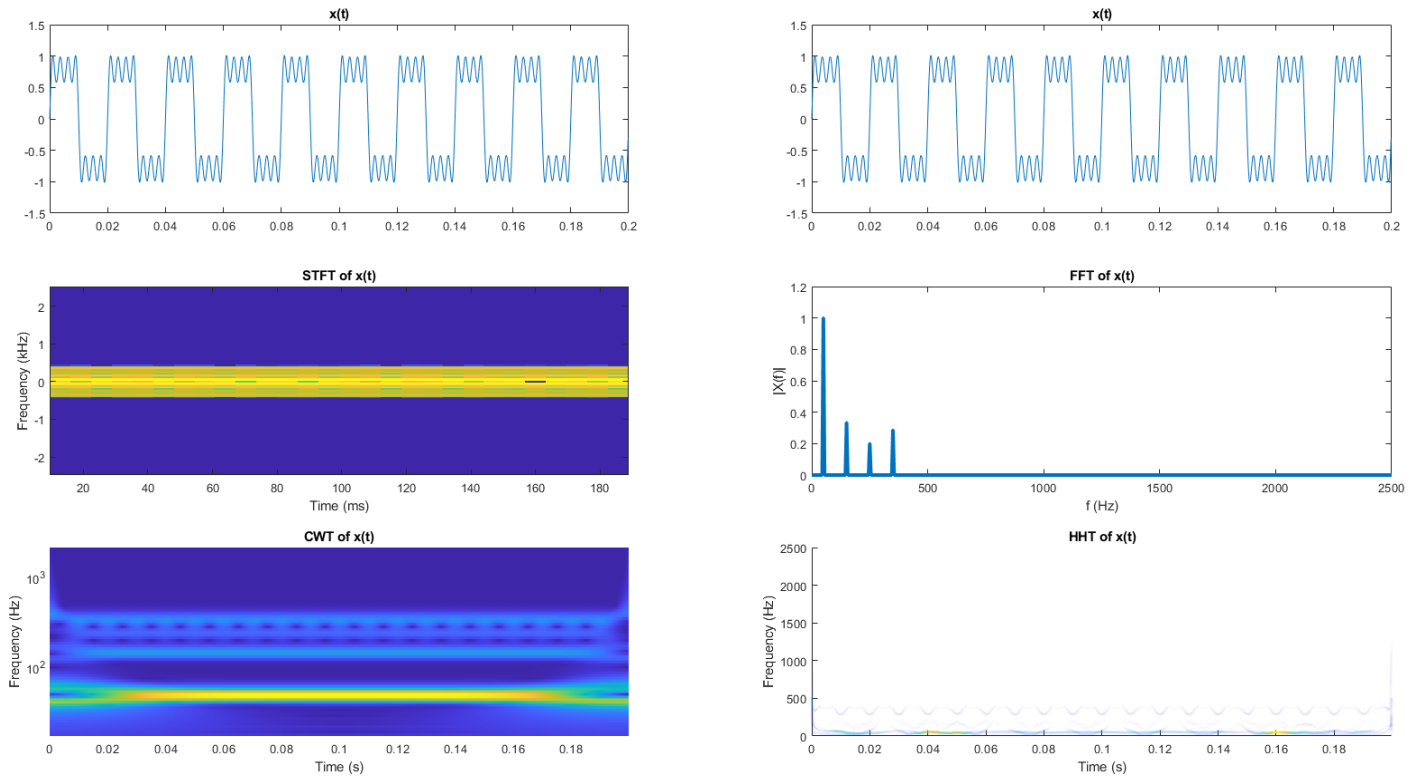 x(t)
1.5
1
0.5
0
-0.5
-1
-1.5
0 0.02 0.04 0.06 0.08 0.1 0.12 0.14 0.16 0.18 0.2
x(t)
1.5
1
0.5
0
-0.5
-1
-1.5
0 0.02 0.04 0.06 0.08 0.1 0.12 0.14 0.16 0.18 0.2
STFT of x(t)
Frequency (kHz)
2
1
0
-1
-2
20 40 60 80 100 120 140 160 180
Time (ms)
FFT of x(t)
|X(f)|
1.2
1
0.8
0.6
0.4
0.2
0
0 500 1000 1500 2000 2500
f (Hz)
CWT of x(t)
Frequency (Hz)
10^3
10^2
0 0.02 0.04 0.06 0.08 0.1 0.12 0.14 0.16 0.18
Time (s)
HHT of x(t)
Frequency (Hz)
2500
2000
1500
1000
500
0
0 0.02 0.04 0.06 0.08 0.1 0.12 0.14 0.16 0.18
Time (s)